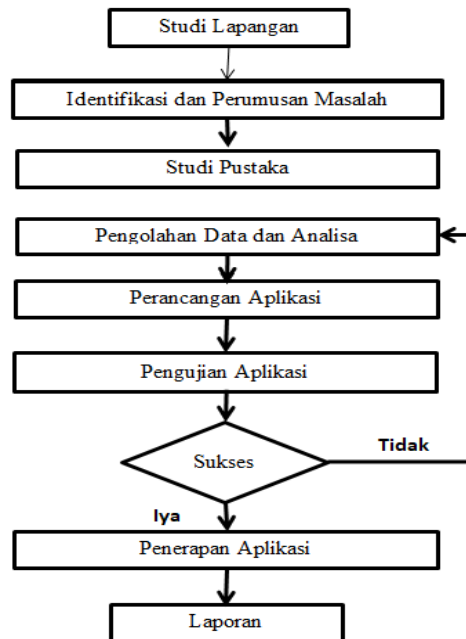 Studi Lapangan
Identifikasi dan Perumusan Masalah
Studi Pustaka
Pengolahan Data dan Analisa
Perancangan Aplikasi
Pengujian Aplikasi
Sukses
Tidak
Iya
Penerapan Aplikasi
Laporan